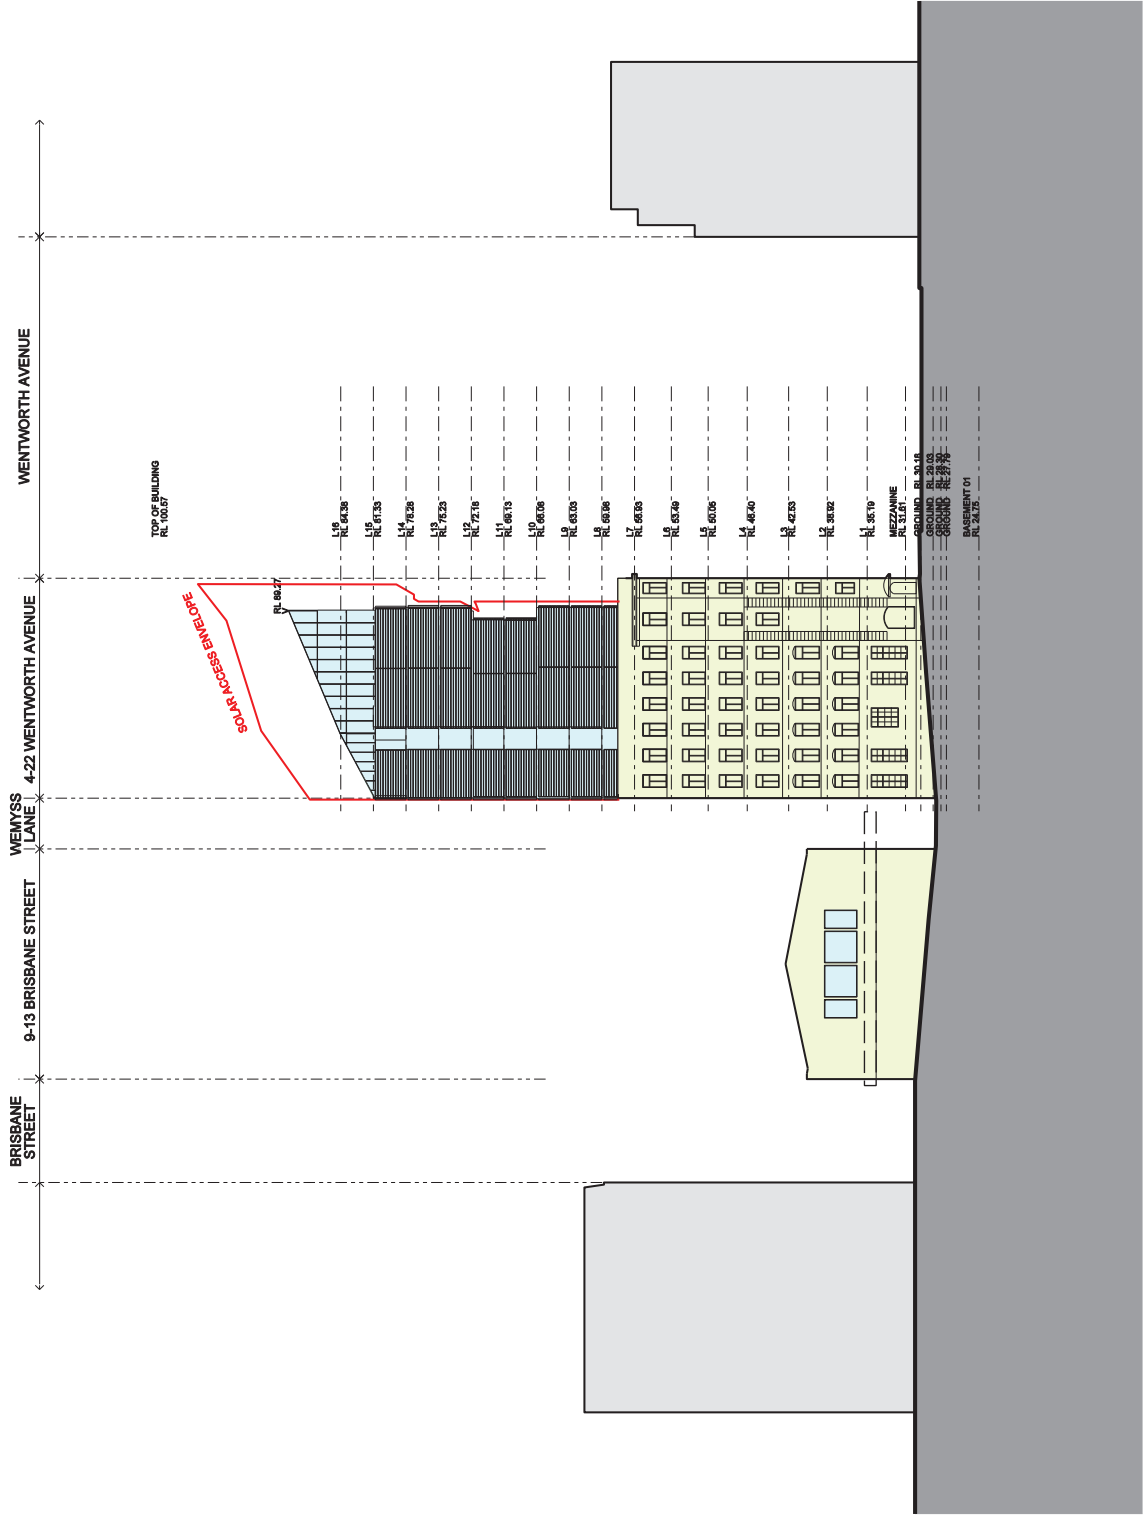 BRISBANE
STREET
9-13 BRISBANE STREET
WEMYSS
LANE
4-22 WENTWORTH AVENUE
WENTWORTH AVENUE
TOP OF BUILDING
RL 100.57
SOLAR ACCESS ENVELOPE
RL 89.27
L16
RL 84.38
L15
RL 81.33
L14
RL 78.28
L13
RL 75.23
L12
RL 72.18
L11
RL 69.13
L10
RL 66.08
L9
RL 63.03
L8
RL 59.98
L7
RL 56.93
L6
RL 53.49
L5
RL 50.05
L4
RL 46.40
L3
RL 42.53
L2
RL 38.92
L1
RL 35.19
MEZZANINE
RL 31.61
GROUND RL 30.18
GROUND RL 29.03
GROUND
GROUND RL 27.79
BASEMENT 01
RL 24.75